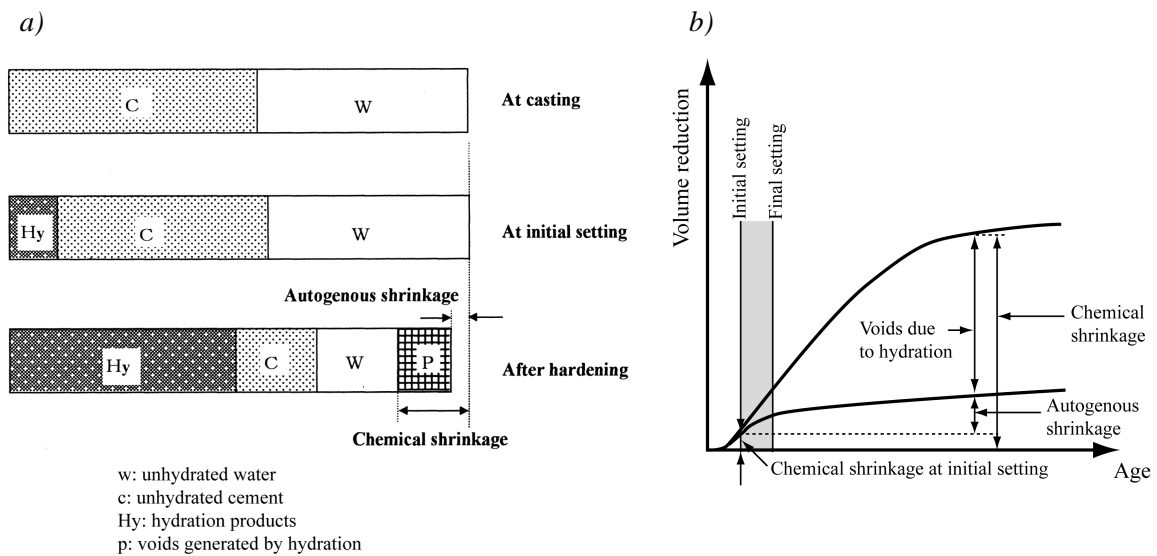 a)
C
W
At casting
Hy
C
W
At initial setting
Autogenous shrinkage
Hy
C
W
P
After hardening
Chemical shrinkage
w: unhydrated water
c: unhydrated cement
Hy: hydration products
p: voids generated by hydration
b)
Volume reduction
Initial setting
Final setting
Voids due
to hydration
Chemical
shrinkage
Autogenous
shrinkage
Chemical shrinkage at initial setting
Age